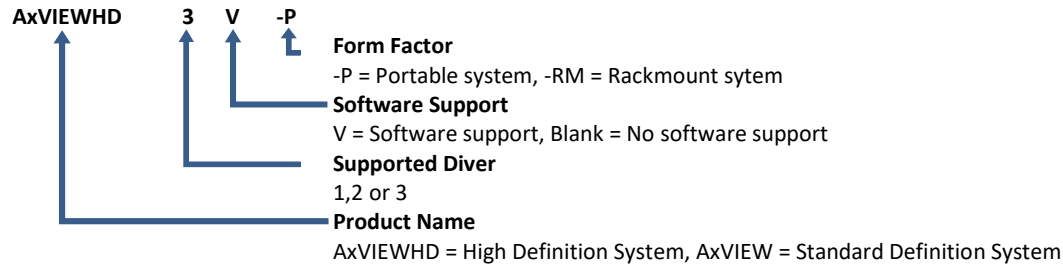 AxVIEWHD 3 V -P
Form Factor
-P = Portable system, -RM = Rackmount sytem
Software Support
V = Software support, Blank = No software support
Supported Diver
1,2 or 3
Product Name
AxVIEWHD = High Definition System, AxVIEW = Standard Definition System